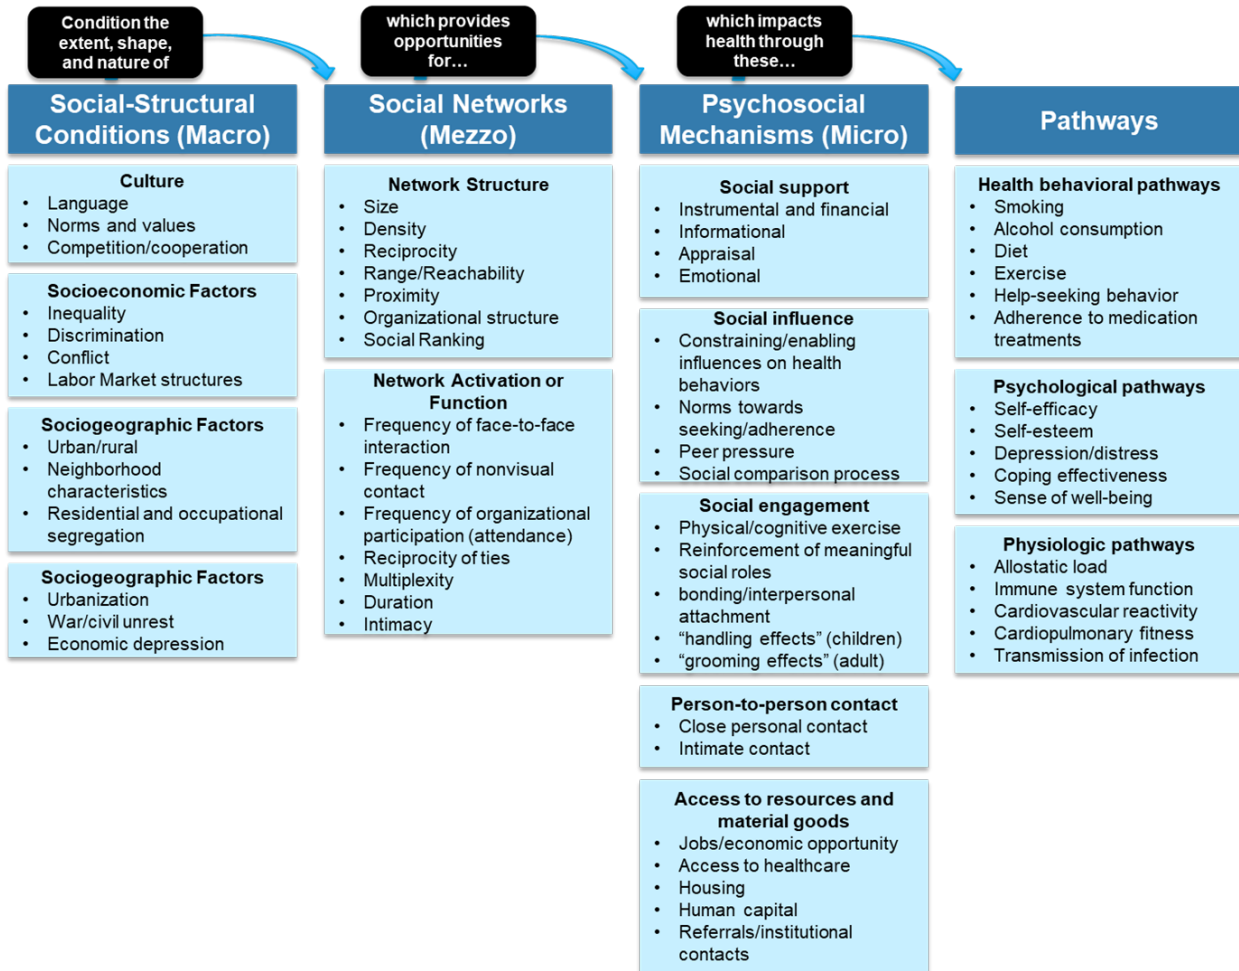 Condition the
extent, shape,
and nature of
which provides
opportunities
for…
which impacts
health through
these…
Social-Structural
Conditions (Macro)
Culture
• Language
• Norms and values
• Competition/cooperation
Socioeconomic Factors
• Inequality
• Discrimination
• Conflict
• Labor Market structures
Sociogeographic Factors
• Urban/rural
• Neighborhood
characteristics
• Residential and occupational
segregation
Sociogeographic Factors
• Urbanization
• War/civil unrest
• Economic depression
Social Networks
(Mezzo)
Network Structure
• Size
• Density
• Reciprocity
• Range/Reachability
• Proximity
• Organizational structure
• Social Ranking
Network Activation or
Function
• Frequency of face-to-face
interaction
• Frequency of nonvisual
contact
• Frequency of organizational
participation (attendance)
• Reciprocity of ties
• Multiplexity
• Duration
• Intimacy
Psychosocial
Mechanisms (Micro)
Social support
• Instrumental and financial
• Informational
• Appraisal
• Emotional
Social influence
• Constraining/enabling
influences on health
behaviors
• Norms towards
seeking/adherence
• Peer pressure
• Social comparison process
Social engagement
• Physical/cognitive exercise
• Reinforcement of meaningful
social roles
• bonding/interpersonal
attachment
• “handling effects” (children)
• “grooming effects” (adult)
Person-to-person contact
• Close personal contact
• Intimate contact
Access to resources and
material goods
• Jobs/economic opportunity
• Access to healthcare
• Housing
• Human capital
• Referrals/institutional
contacts
Pathways
Health behavioral pathways
• Smoking
• Alcohol consumption
• Diet
• Exercise
• Help-seeking behavior
• Adherence to medication
treatments
Psychological pathways
• Self-efficacy
• Self-esteem
• Depression/distress
• Coping effectiveness
• Sense of well-being
Physiologic pathways
• Allostatic load
• Immune system function
• Cardiovascular reactivity
• Cardiopulmonary fitness
• Transmission of infection